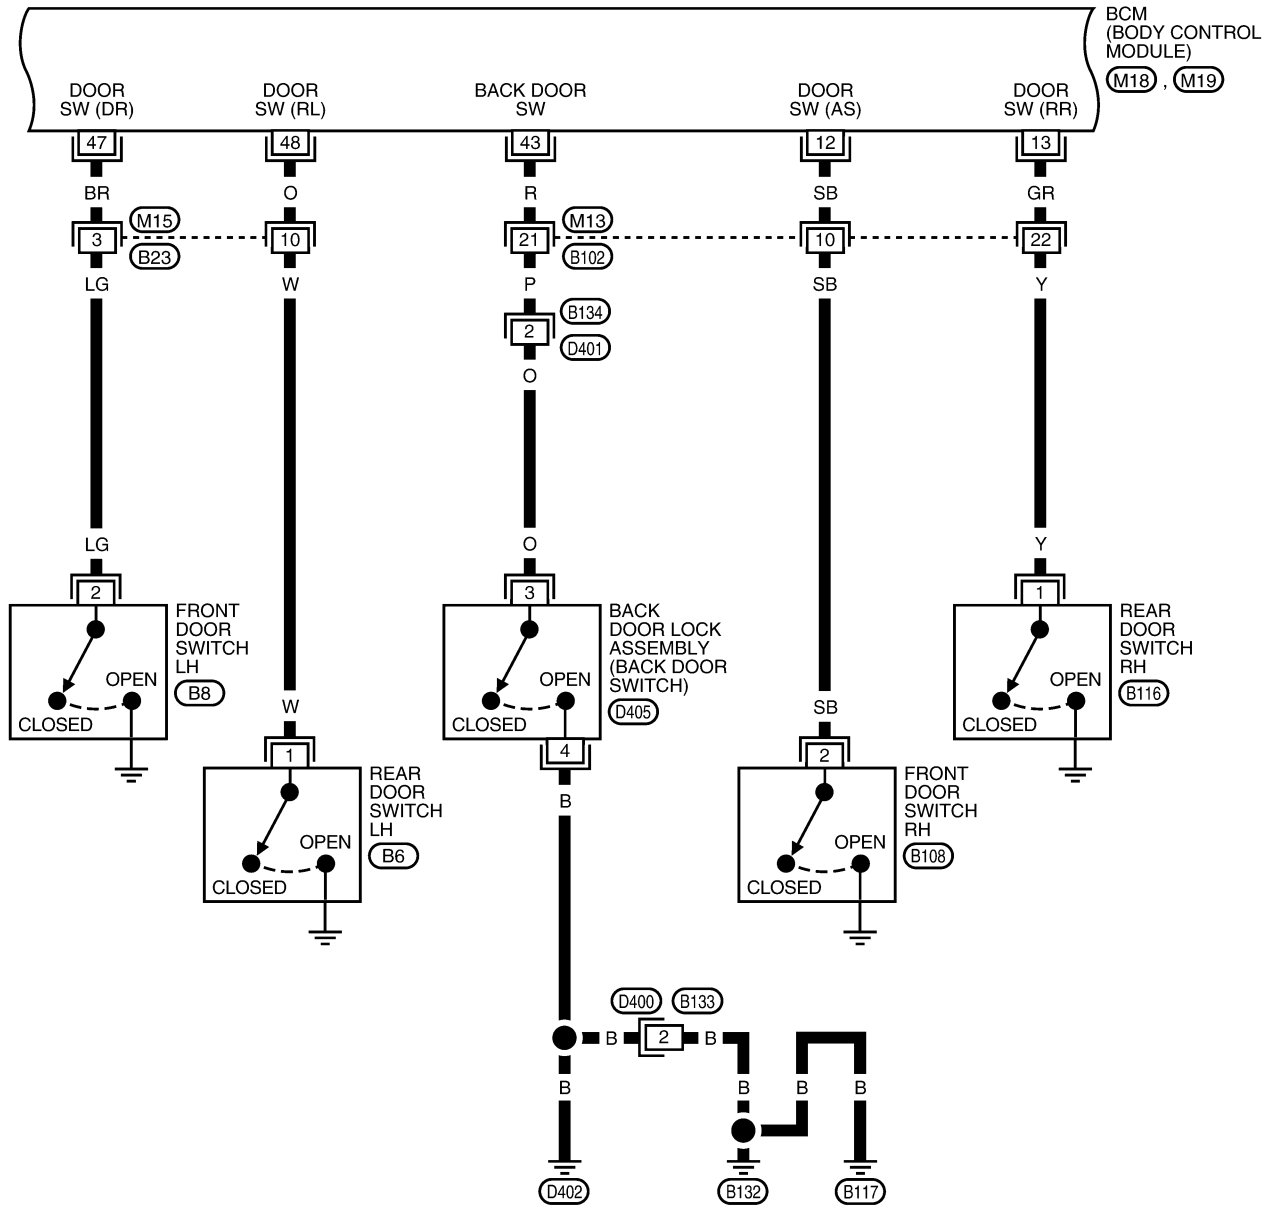 BCM
(BODY CONTROL
MODULE)
M18 , M19
DOOR
SW (DR)
DOOR
SW (RL)
BACK DOOR
SW
DOOR
SW (AS)
DOOR
SW (RR)
47 48 43 12 13
BR O R SB GR
M15 M13
3 10 21 10 22
B23 B102
LG W P SB Y
B134
2
D401
O
LG O Y
2 3 1
FRONT
DOOR
SWITCH
LH
B8
OPEN
CLOSED
BACK
DOOR LOCK
ASSEMBLY
(BACK DOOR
SWITCH)
D405
OPEN
CLOSED
4
REAR
DOOR
SWITCH
RH
B116
OPEN
CLOSED
W SB
1 2
REAR
DOOR
SWITCH
LH
B6
OPEN
CLOSED
FRONT
DOOR
SWITCH
RH
B108
OPEN
CLOSED
B
D400 B133
B 2 B
B B B B
D402 B132 B117